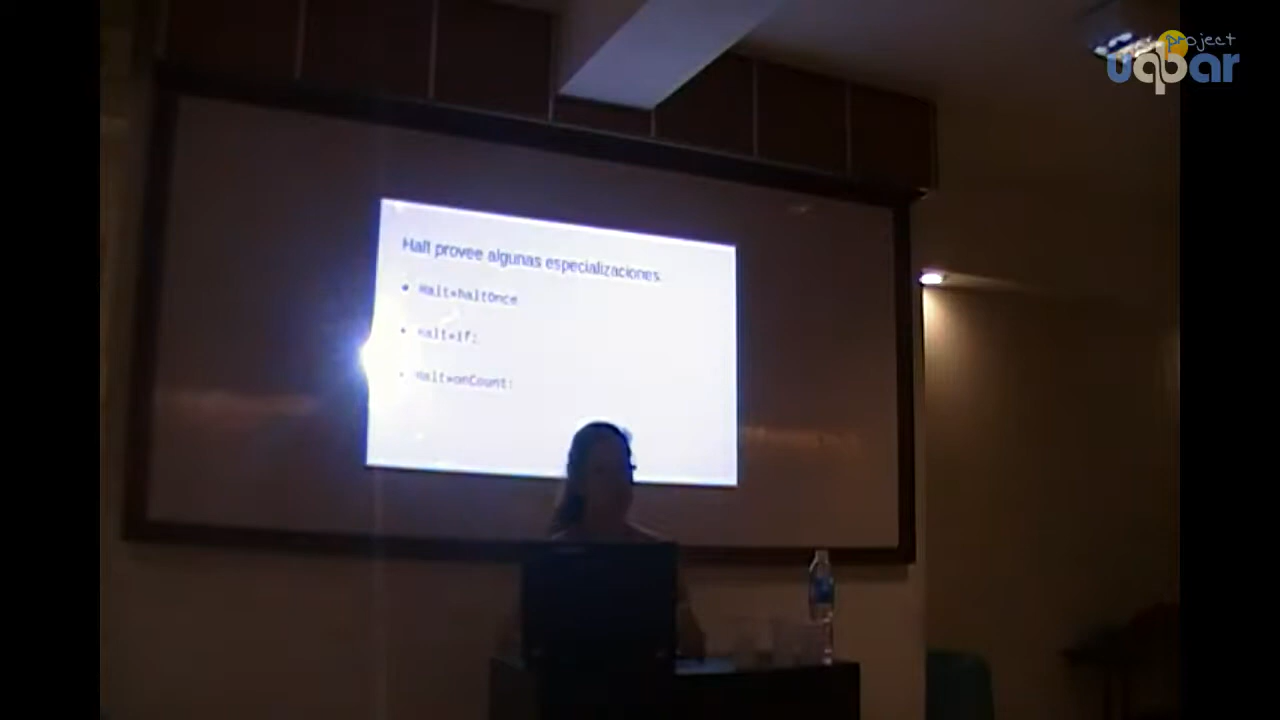 project
uqbar
Halt provee algunas especializaciones
• Halt»haltOnce
• Halt»if:
• Halt»onCount: